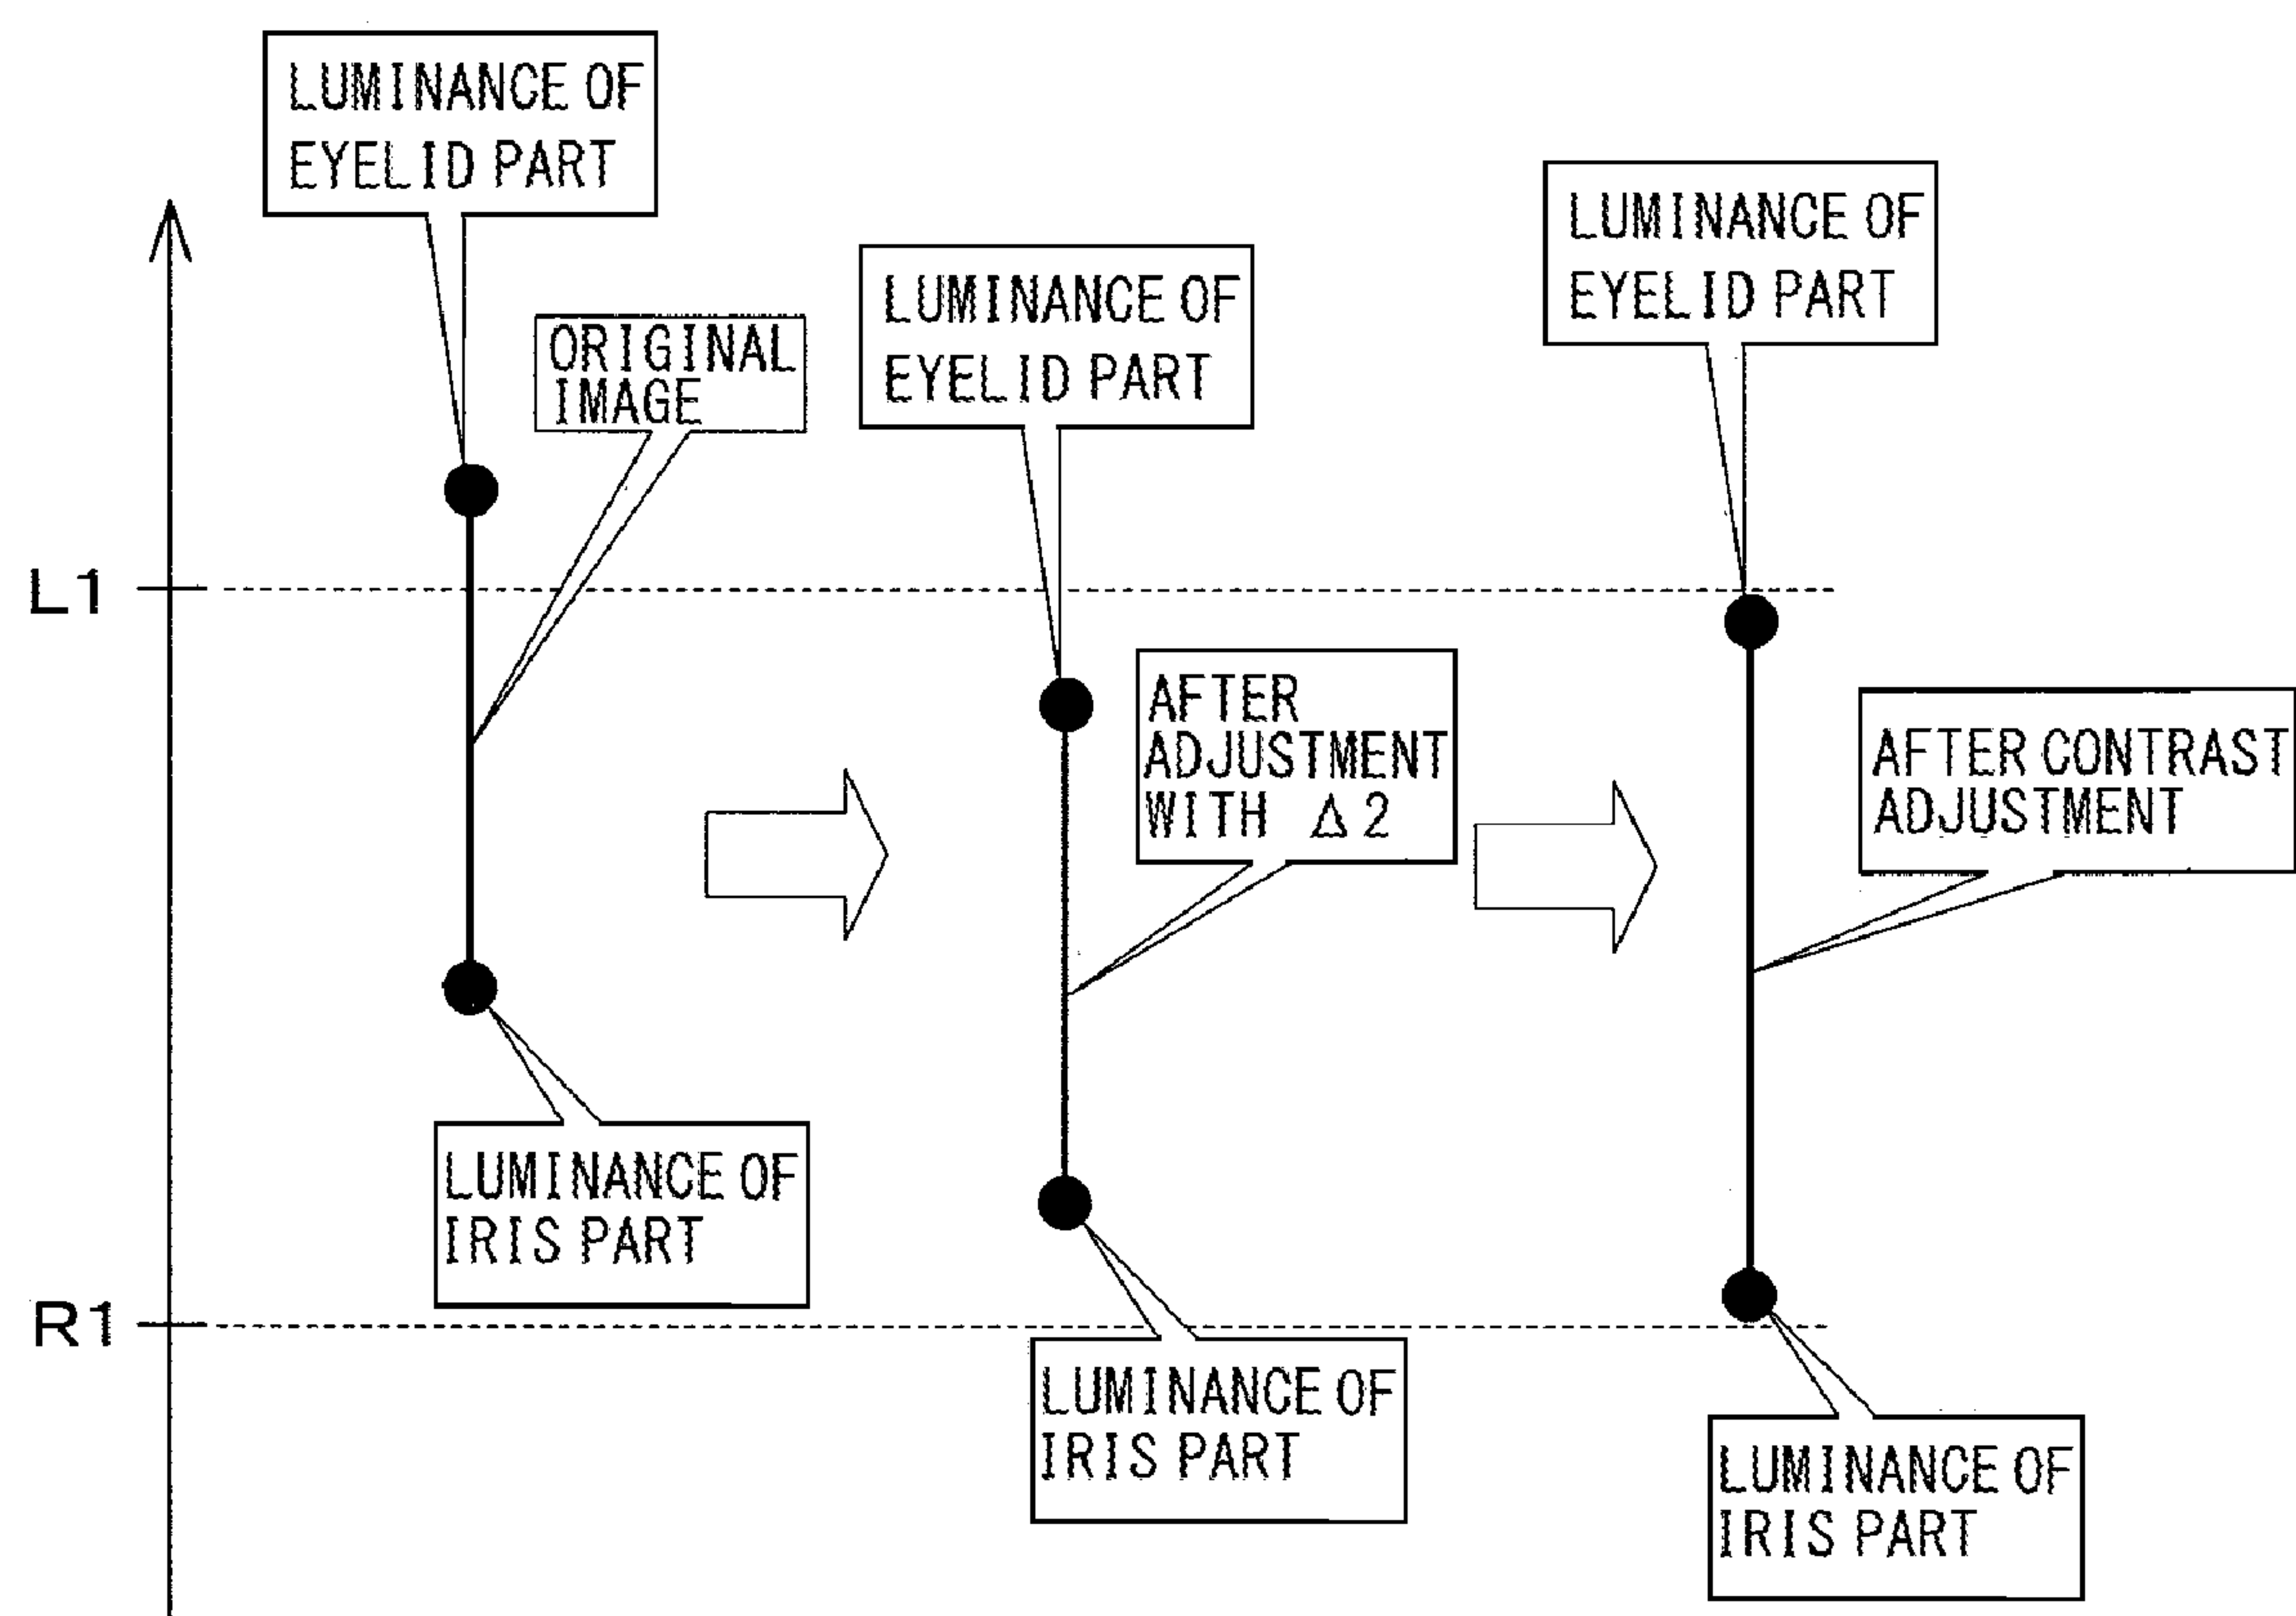 LUMINANCE OF
EYELID PART
ORIGINAL
IMAGE
LUMINANCE OF
EYELID PART
LUMINANCE OF
EYELID PART
L1
AFTER
ADJUSTMENT
WITH Δ2
AFTER CONTRAST
ADJUSTMENT
LUMINANCE OF
IRIS PART
R1
LUMINANCE OF
IRIS PART
LUMINANCE OF
IRIS PART